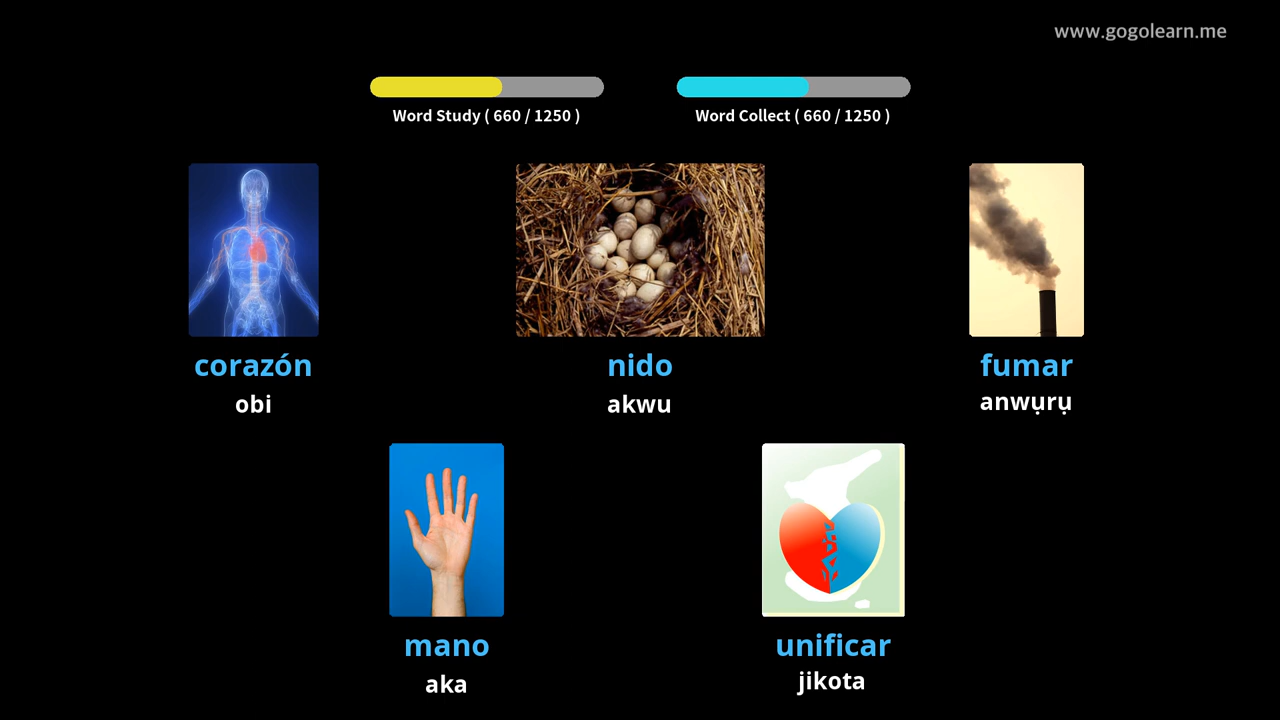 www.gogolearn.me
Word Study ( 660 / 1250 )
Word Collect ( 660 / 1250 )
corazón
obi
nido
akwu
fumar
anwụrụ
mano
aka
unificar
jikota